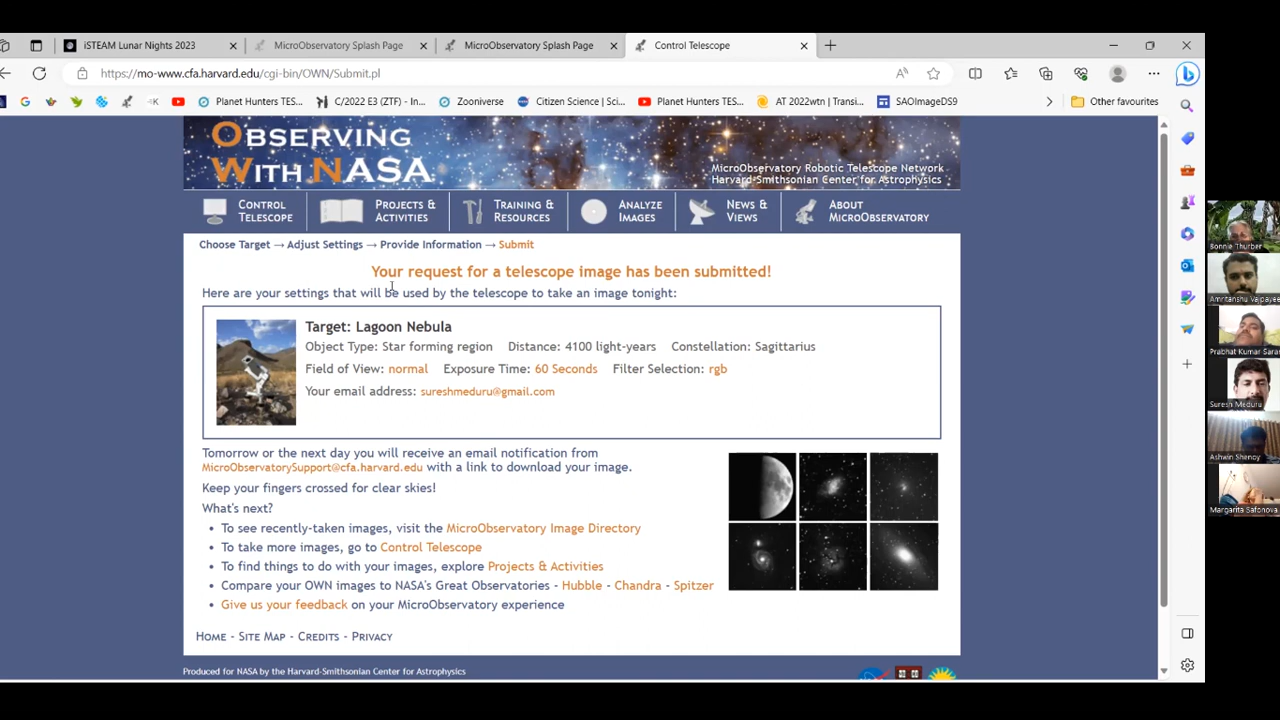 iSTEAM Lunar Nights 2023
MicroObservatory Splash Page
MicroObservatory Splash Page
Control Telescope
https://mo-www.cfa.harvard.edu/cgi-bin/OWN/Submit.pl
Planet Hunters TES...
C/2022 E3 (ZTF) - In...
Zooniverse
Citizen Science | Sci...
Planet Hunters TES...
AT 2022wtn | Transi...
SAOImageDS9
Other favourites
OBSERVING
WITH NASA
MicroObservatory Robotic Telescope Network
Harvard-Smithsonian Center for Astrophysics
CONTROL
TELESCOPE
PROJECTS &
ACTIVITIES
TRAINING &
RESOURCES
ANALYZE
IMAGES
NEWS &
VIEWS
ABOUT
MICROOBSERVATORY
Choose Target → Adjust Settings → Provide Information → Submit
Your request for a telescope image has been submitted!
Here are your settings that will be used by the telescope to take an image tonight:
Target: Lagoon Nebula
Object Type: Star forming region Distance: 4100 light-years Constellation: Sagittarius
Field of View: normal Exposure Time: 60 Seconds Filter Selection: rgb
Your email address: sureshmeduru@gmail.com
Tomorrow or the next day you will receive an email notification from
MicroObservatorySupport@cfa.harvard.edu with a link to download your image.
Keep your fingers crossed for clear skies!
What's next?
• To see recently-taken images, visit the MicroObservatory Image Directory
• To take more images, go to Control Telescope
• To find things to do with your images, explore Projects & Activities
• Compare your OWN images to NASA's Great Observatories - Hubble - Chandra - Spitzer
• Give us your feedback on your MicroObservatory experience
HOME - SITE MAP - CREDITS - PRIVACY
Produced for NASA by the Harvard-Smithsonian Center for Astrophysics
Bonnie Thurber
Amritanshu Vajpayee
Prabhat Kumar Saran
Suresh Meduru
Ashwin Shenoy
Margarita Safonova